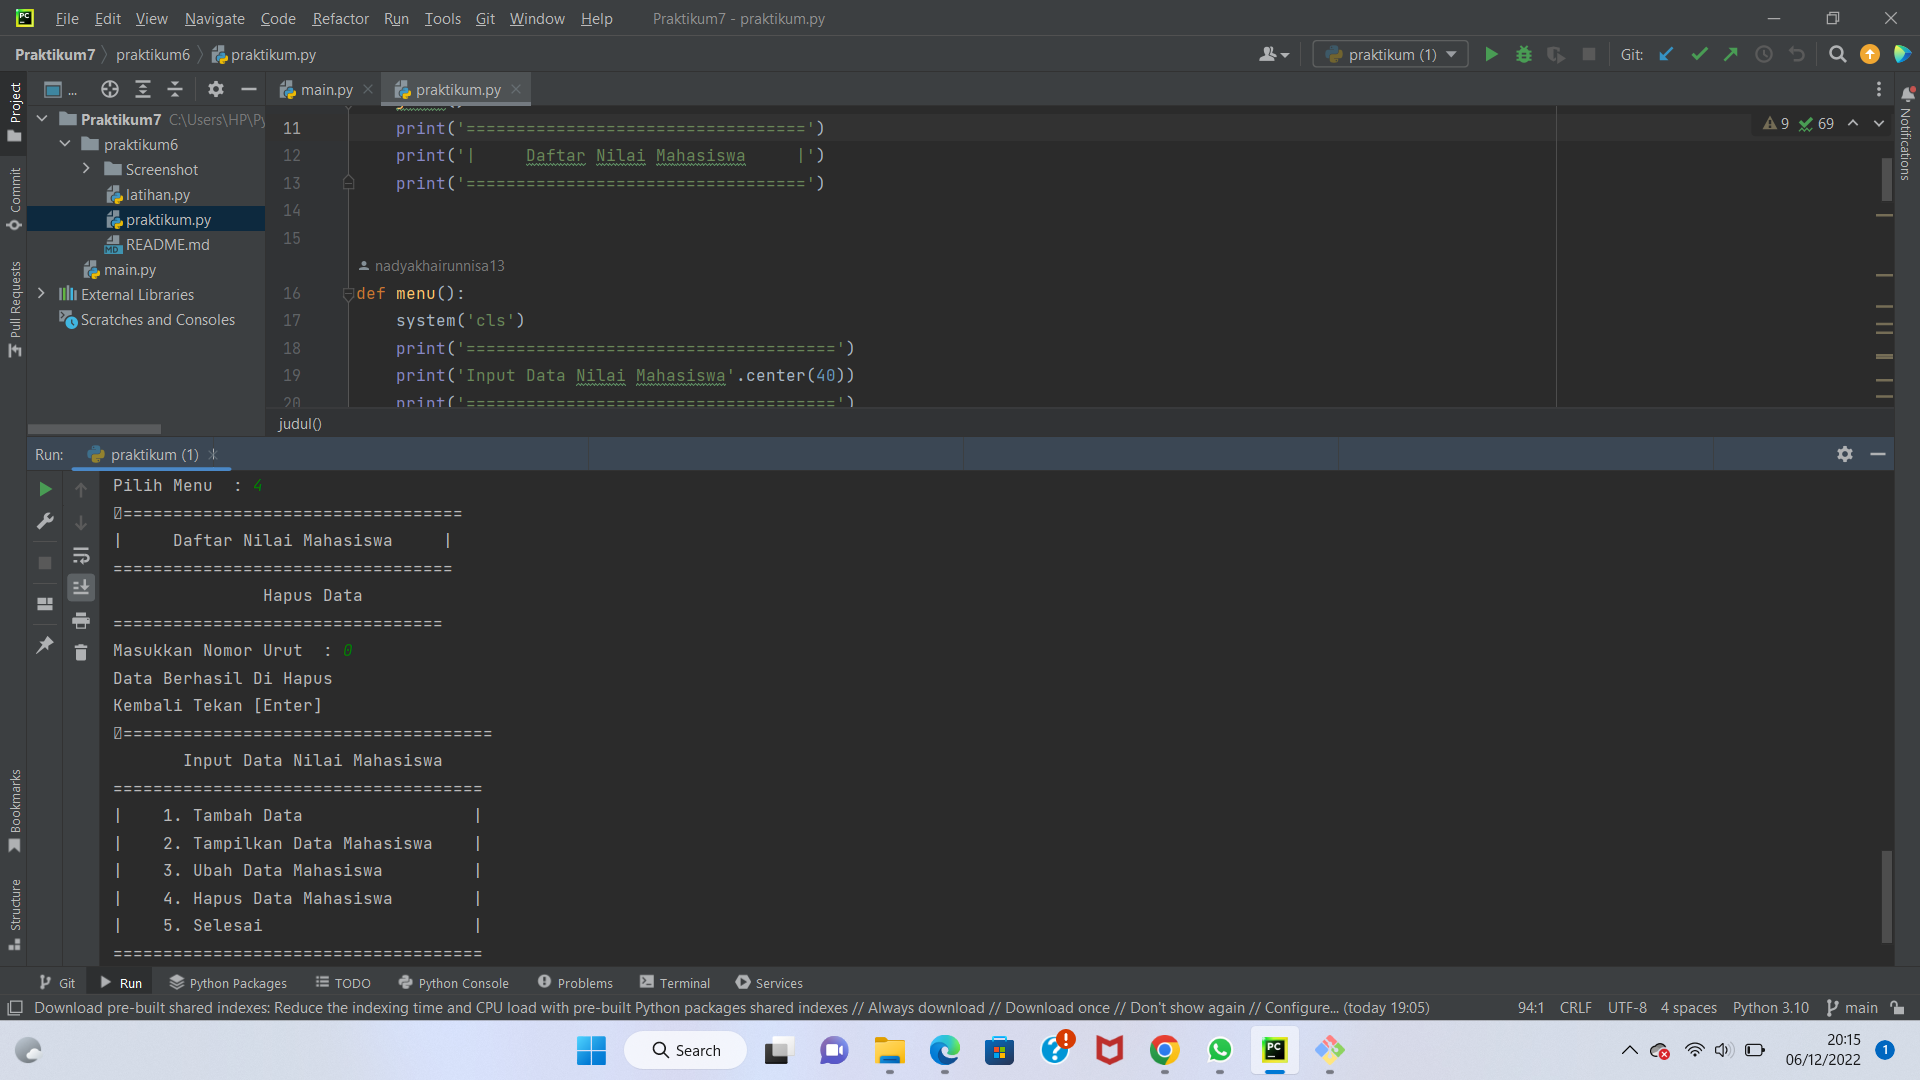 File Edit View Navigate Code Refactor Run Tools Git Window Help Praktikum7 - praktikum.py
Praktikum7 praktikum6 praktikum.py praktikum (1) Git:
Project
Commit
Pull Requests
Bookmarks
Structure
Notifications
...
Praktikum7 C:\Users\HP\Py
praktikum6
Screenshot
latihan.py
praktikum.py
README.md
main.py
External Libraries
Scratches and Consoles
main.py praktikum.py
9 69
11 print('==================================')
12 print('|     Daftar Nilai Mahasiswa     |')
13 print('==================================')
14
15
nadyakhairunnisa13
16 def menu():
17 system('cls')
18 print('=====================================')
19 print('Input Data Nilai Mahasiswa'.center(40))
20 print('=====================================')
judul()
Run: praktikum (1)
Pilih Menu  : 4
==================================
|     Daftar Nilai Mahasiswa     |
==================================
Hapus Data
=================================
Masukkan Nomor Urut  : 0
Data Berhasil Di Hapus
Kembali Tekan [Enter]
=====================================
Input Data Nilai Mahasiswa
=====================================
|    1. Tambah Data                 |
|    2. Tampilkan Data Mahasiswa    |
|    3. Ubah Data Mahasiswa         |
|    4. Hapus Data Mahasiswa        |
|    5. Selesai                     |
=====================================
Git Run Python Packages TODO Python Console Problems Terminal Services
Download pre-built shared indexes: Reduce the indexing time and CPU load with pre-built Python packages shared indexes // Always download // Download once // Don't show again // Configure... (today 19:05) 94:1 CRLF UTF-8 4 spaces Python 3.10 main
Search
20:15
06/12/2022
1